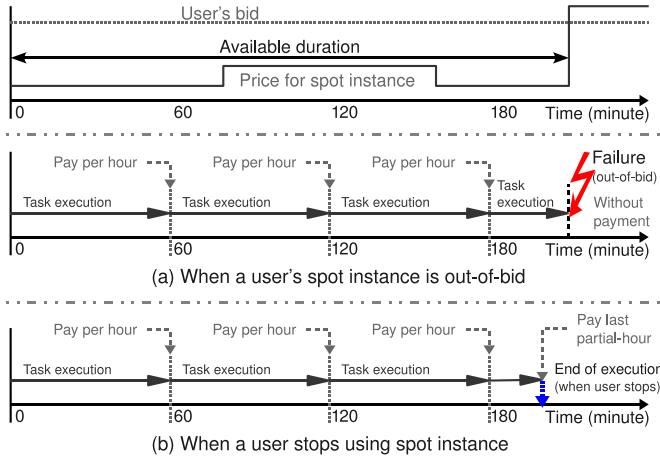 User's bid
Available duration
Price for spot instance
0 60 120 180 Time (minute)
Pay per hour Pay per hour Pay per hour Failure
(out-of-bid)
Task execution Task execution Task execution Task
execution
Without
payment
0 60 120 180 Time (minute)
(a) When a user's spot instance is out-of-bid
Pay per hour Pay per hour Pay per hour Pay last
partial-hour
Task execution Task execution Task execution End of execution
(when user stops)
0 60 120 180 Time (minute)
(b) When a user stops using spot instance